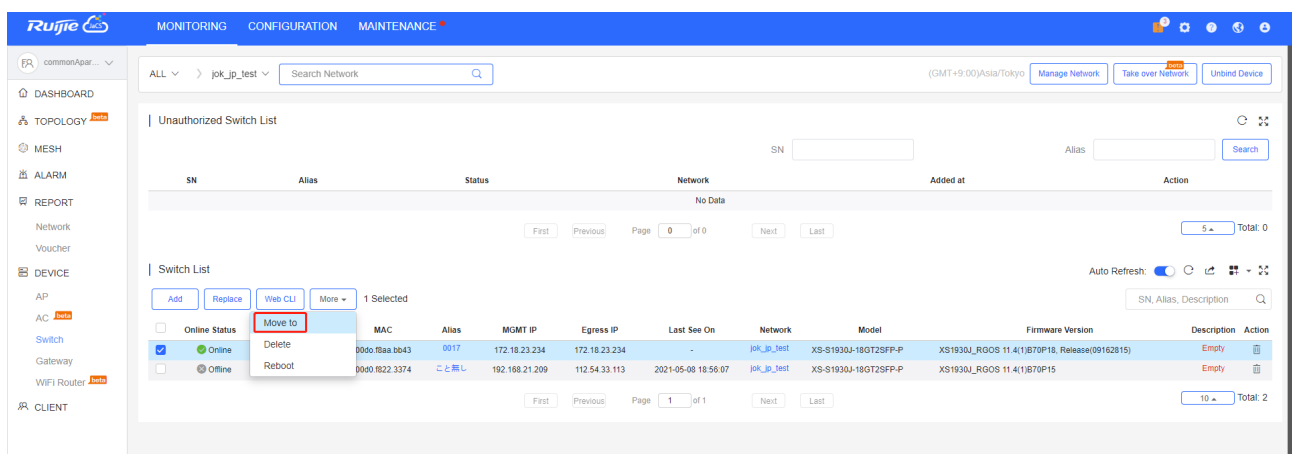 Ruijie JaCS MONITORING CONFIGURATION MAINTENANCE 3
FR commonApar...
ALL > jok_jp_test Search Network (GMT+9:00)Asia/Tokyo Manage Network Take over Network beta Unbind Device
DASHBOARD
TOPOLOGY beta
MESH
ALARM
REPORT
Network
Voucher
DEVICE
AP
AC beta
Switch
Gateway
WiFi Router beta
CLIENT
Unauthorized Switch List
SN Alias Search
SN Alias Status Network Added at Action
No Data
First Previous Page 0 of 0 Next Last 5 Total: 0
Switch List Auto Refresh:
Add Replace Web CLI More 1 Selected SN, Alias, Description
Move to
Delete
Reboot
Online Status MAC Alias MGMT IP Egress IP Last See On Network Model Firmware Version Description Action
Online 00do.f8aa.bb43 0017 172.18.23.234 172.18.23.234 - jok_jp_test XS-S1930J-18GT2SFP-P XS1930J_RGOS 11.4(1)B70P18, Release(09162815) Empty
Offline 00do.f822.3374 こと無し 192.168.21.209 112.54.33.113 2021-05-08 18:56:07 jok_jp_test XS-S1930J-18GT2SFP-P XS1930J_RGOS 11.4(1)B70P15 Empty
First Previous Page 1 of 1 Next Last 10 Total: 2